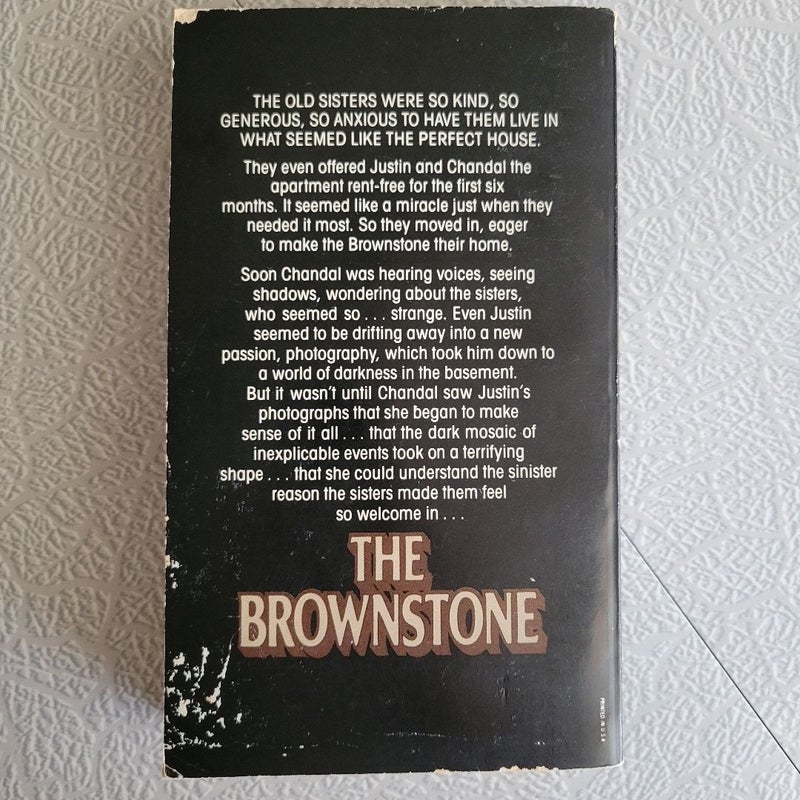 THE OLD SISTERS WERE SO KIND, SO
GENEROUS, SO ANXIOUS TO HAVE THEM LIVE IN
WHAT SEEMED LIKE THE PERFECT HOUSE.
They even offered Justin and Chandal the
apartment rent-free for the first six
months. It seemed like a miracle just when they
needed it most. So they moved in, eager
to make the Brownstone their home.
Soon Chandal was hearing voices, seeing
shadows, wondering about the sisters,
who seemed so . . . strange. Even Justin
seemed to be drifting away into a new
passion, photography, which took him down to
a world of darkness in the basement.
But it wasn't until Chandal saw Justin's
photographs that she began to make
sense of it all . . . that the dark mosaic of
inexplicable events took on a terrifying
shape . . . that she could understand the sinister
reason the sisters made them feel
so welcome in . . .
THE
BROWNSTONE
PRINTED IN U.S.A.